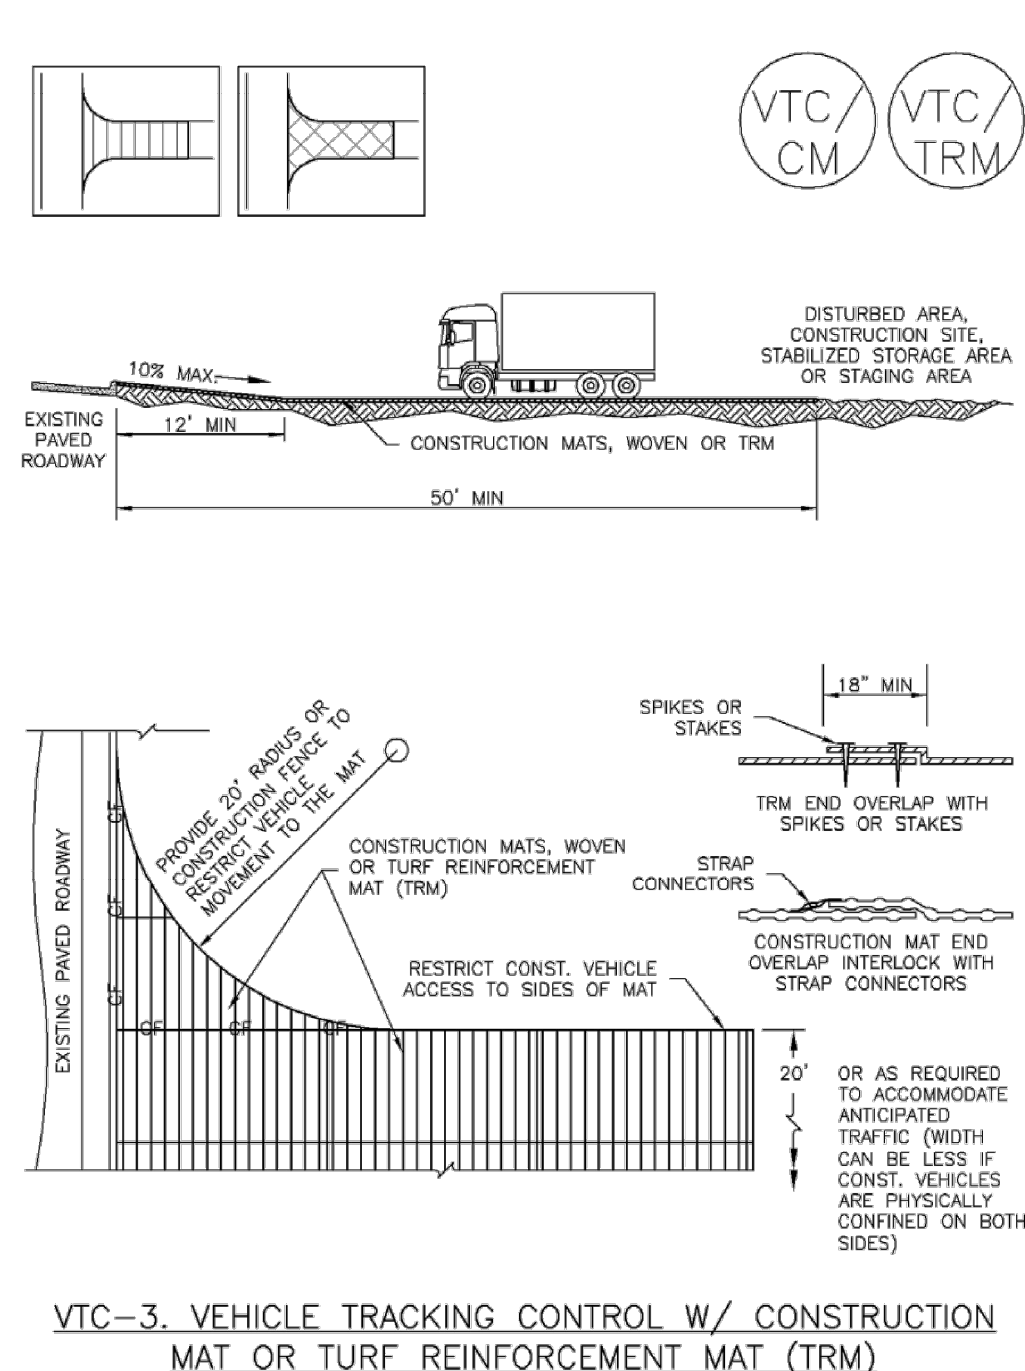 VTC/
CM
VTC/
TRM
DISTURBED AREA,
CONSTRUCTION SITE,
STABILIZED STORAGE AREA
OR STAGING AREA
10% MAX.
EXISTING
PAVED
ROADWAY
12' MIN
CONSTRUCTION MATS, WOVEN OR TRM
50' MIN
18" MIN
SPIKES OR
STAKES
TRM END OVERLAP WITH
SPIKES OR STAKES
PROVIDE 20' RADIUS OR
CONSTRUCTION FENCE TO
RESTRICT VEHICLE
MOVEMENT TO THE MAT
CONSTRUCTION MATS, WOVEN
OR TURF REINFORCEMENT
MAT (TRM)
STRAP
CONNECTORS
CONSTRUCTION MAT END
OVERLAP INTERLOCK WITH
STRAP CONNECTORS
RESTRICT CONST. VEHICLE
ACCESS TO SIDES OF MAT
EXISTING PAVED ROADWAY
CF
CF
CF
CF
CF
CF
20'
OR AS REQUIRED
TO ACCOMMODATE
ANTICIPATED
TRAFFIC (WIDTH
CAN BE LESS IF
CONST. VEHICLES
ARE PHYSICALLY
CONFINED ON BOTH
SIDES)
VTC-3. VEHICLE TRACKING CONTROL W/ CONSTRUCTION
MAT OR TURF REINFORCEMENT MAT (TRM)